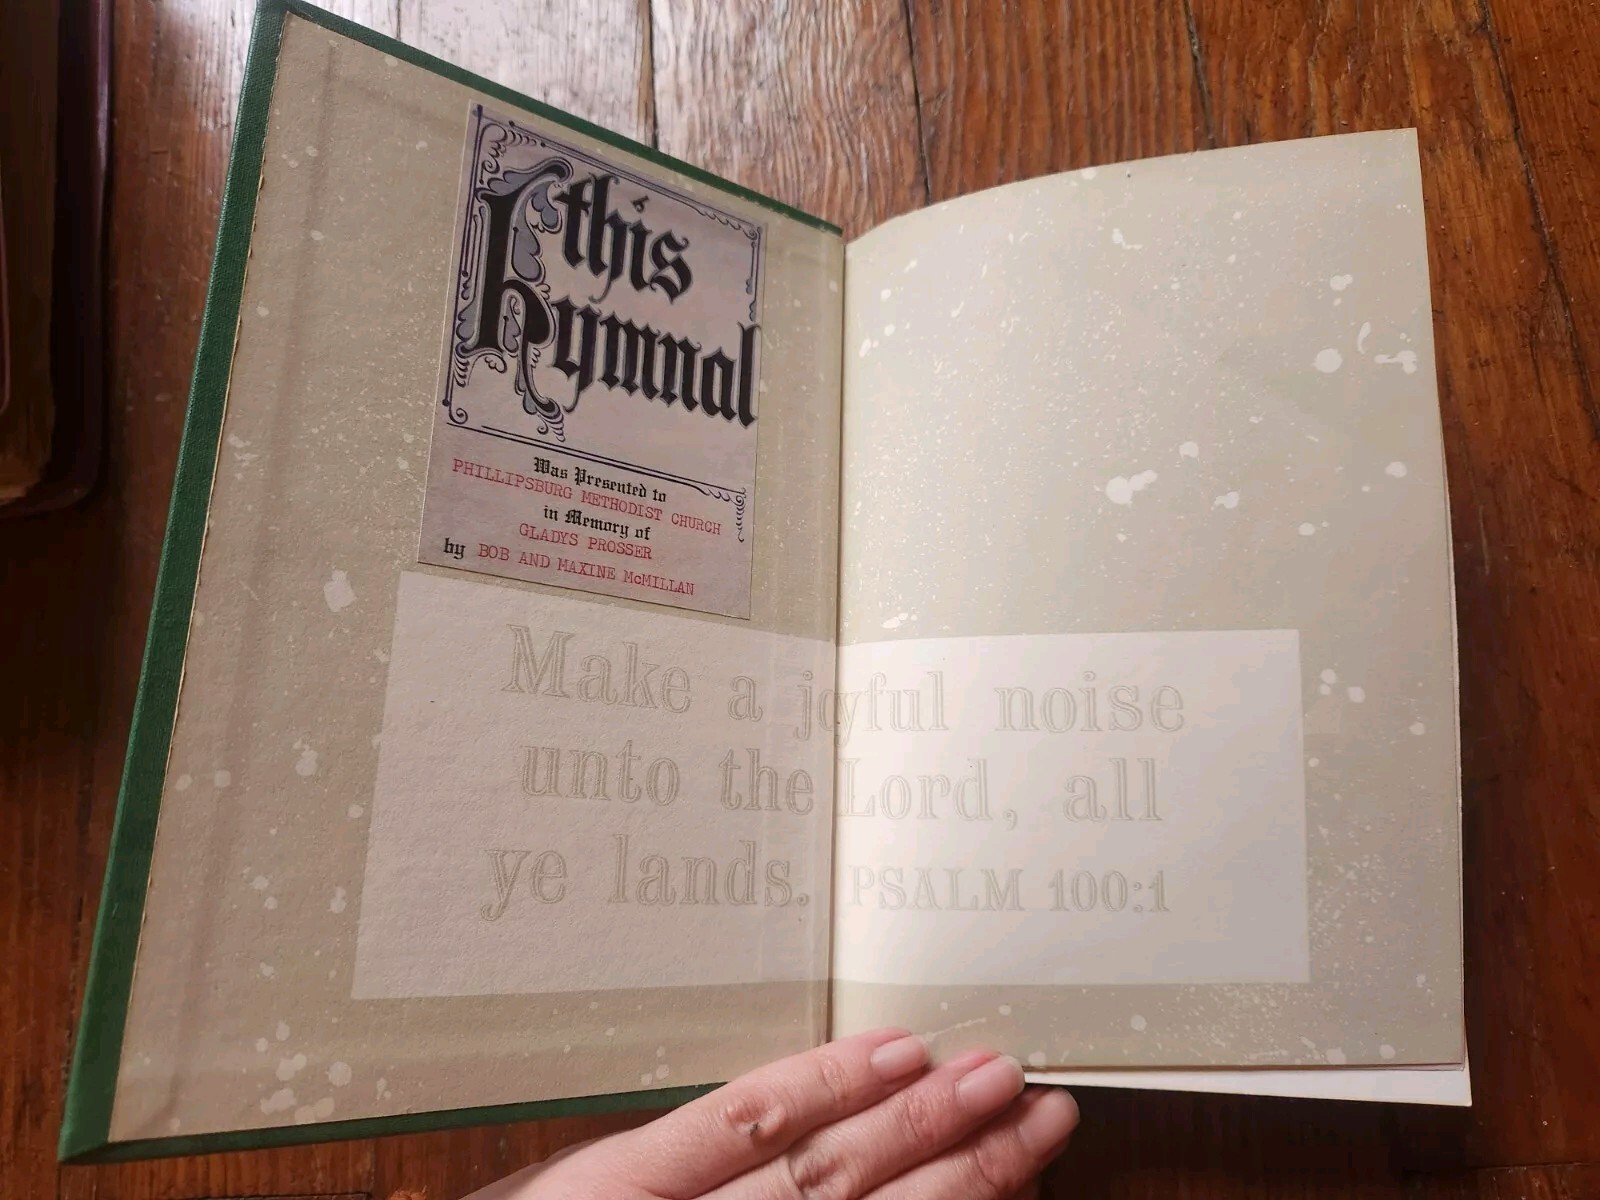 this
hymnal
Was Presented to
PHILLIPSBURG METHODIST CHURCH
in Memory of
GLADYS PROSSER
by BOB AND MAXINE McMILLAN
Make a joyful noise
unto the Lord, all
ye lands. PSALM 100:1